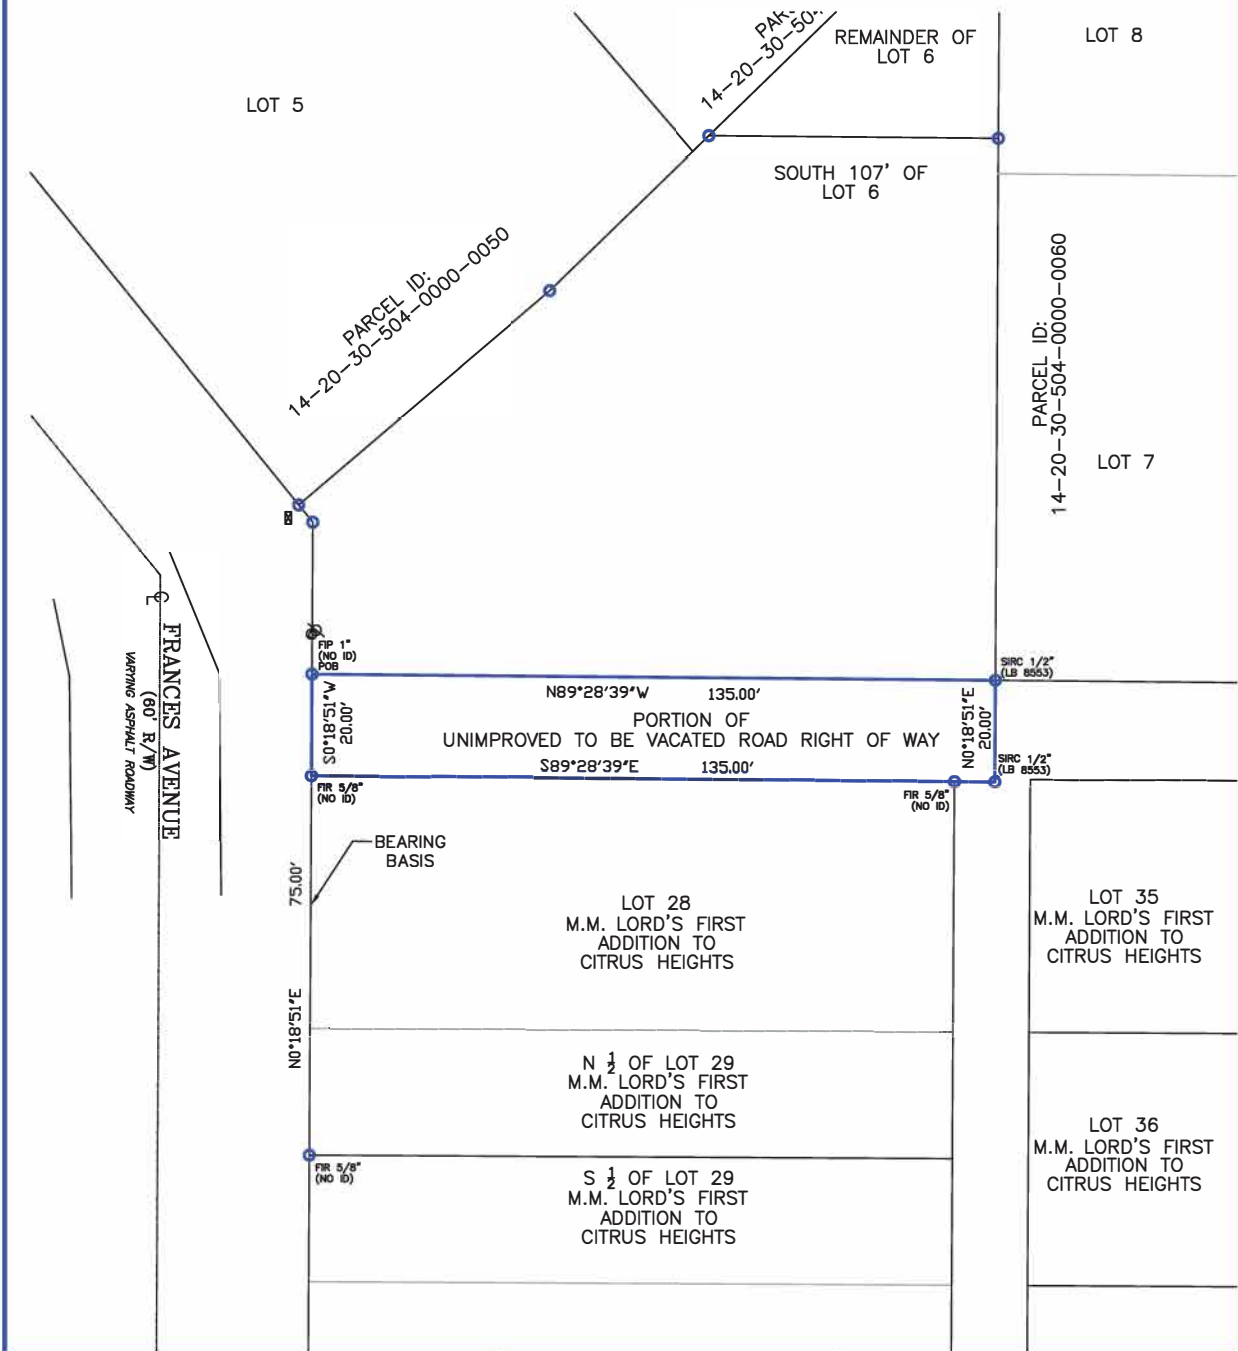 LOT 5
PARC
14-20-30-504
REMAINDER OF
LOT 6
LOT 8
SOUTH 107' OF
LOT 6
PARCEL ID:
14-20-30-504-0000-0050
PARCEL ID:
14-20-30-504-0000-0060
LOT 7
FIP 1"
(NO ID)
POB
SIRC 1/2"
(LB 8553)
N89°28'39"W 135.00'
S0°18'51"W
20.00'
PORTION OF
UNIMPROVED TO BE VACATED ROAD RIGHT OF WAY
N0°18'51"E
20.00'
S89°28'39"E 135.00'
SIRC 1/2"
(LB 8553)
FIR 5/8"
(NO ID)
FIR 5/8"
(NO ID)
CL
FRANCES AVENUE
(60' R/W)
VARYING ASPHALT ROADWAY
BEARING
BASIS
75.00'
N0°18'51"E
LOT 28
M.M. LORD'S FIRST
ADDITION TO
CITRUS HEIGHTS
LOT 35
M.M. LORD'S FIRST
ADDITION TO
CITRUS HEIGHTS
N 1/2 OF LOT 29
M.M. LORD'S FIRST
ADDITION TO
CITRUS HEIGHTS
FIR 5/8"
(NO ID)
S 1/2 OF LOT 29
M.M. LORD'S FIRST
ADDITION TO
CITRUS HEIGHTS
LOT 36
M.M. LORD'S FIRST
ADDITION TO
CITRUS HEIGHTS